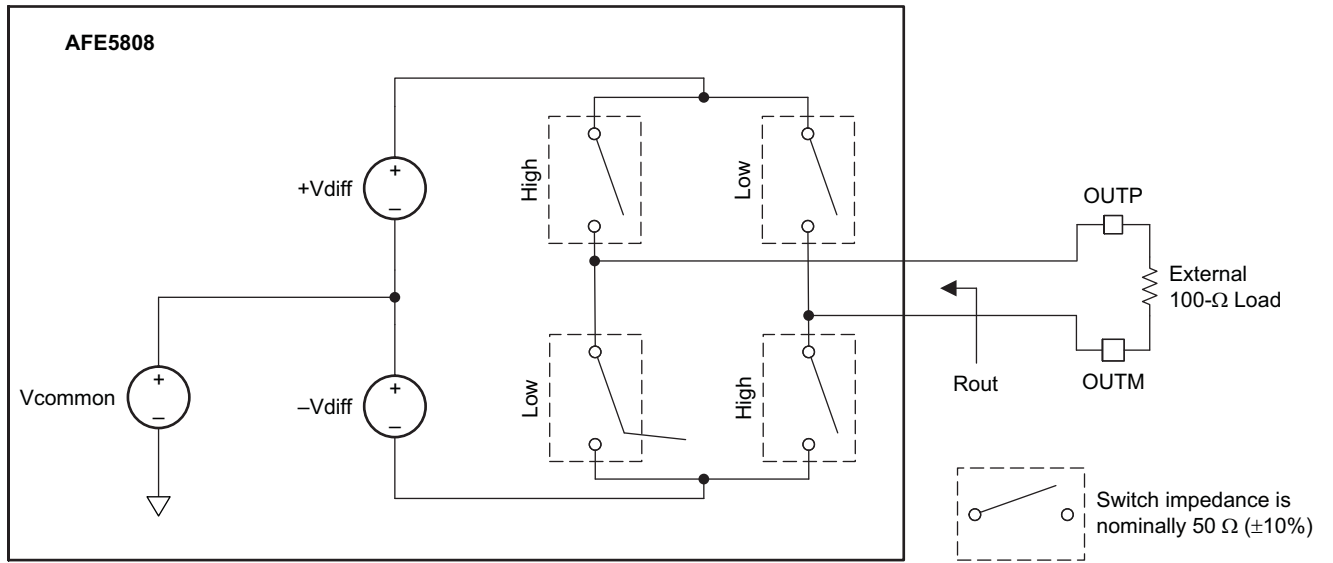 AFE5808
+Vdiff
High
Low
OUTP
External
100-Ω Load
Vcommon
–Vdiff
Low
High
Rout
OUTM
Switch impedance is
nominally 50 Ω (±10%)
+
–
+
–
+
–